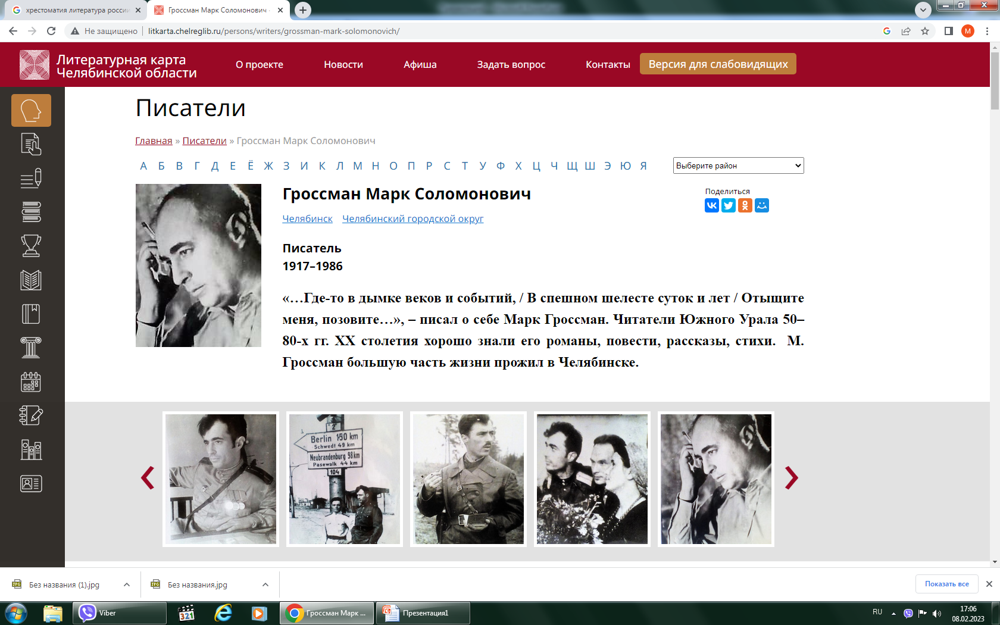 хрестоматия литература росси
Гроссман Марк Соломонович
Не защищено
litkarta.chelreglib.ru/persons/writers/grossman-mark-solomonovich/
M
Литературная карта
Челябинской области
О проекте
Новости
Афиша
Задать вопрос
Контакты
Версия для слабовидящих
Писатели
Главная » Писатели » Гроссман Марк Соломонович
А Б В Г Д Е Ё Ж З И К Л М Н О П Р С Т У Ф Х Ц Ч Щ Ш Э Ю Я
Выберите район
Гроссман Марк Соломонович
Поделиться
Челябинск Челябинский городской округ
Писатель
1917–1986
«…Где-то в дымке веков и событий, / В спешном шелесте суток и лет / Отыщите
меня, позовите…», – писал о себе Марк Гроссман. Читатели Южного Урала 50–
80-х гг. XX столетия хорошо знали его романы, повести, рассказы, стихи. М.
Гроссман большую часть жизни прожил в Челябинске.
2
Berlin 130 km
Schwedt 49 km
Neubrandenburg 98km
Pasewalk 44 km
104
Без названия (1).jpg
Без названия.jpg
Показать все
Viber
321
Гроссман Марк ...
Презентация1
RU
17:06
08.02.2023